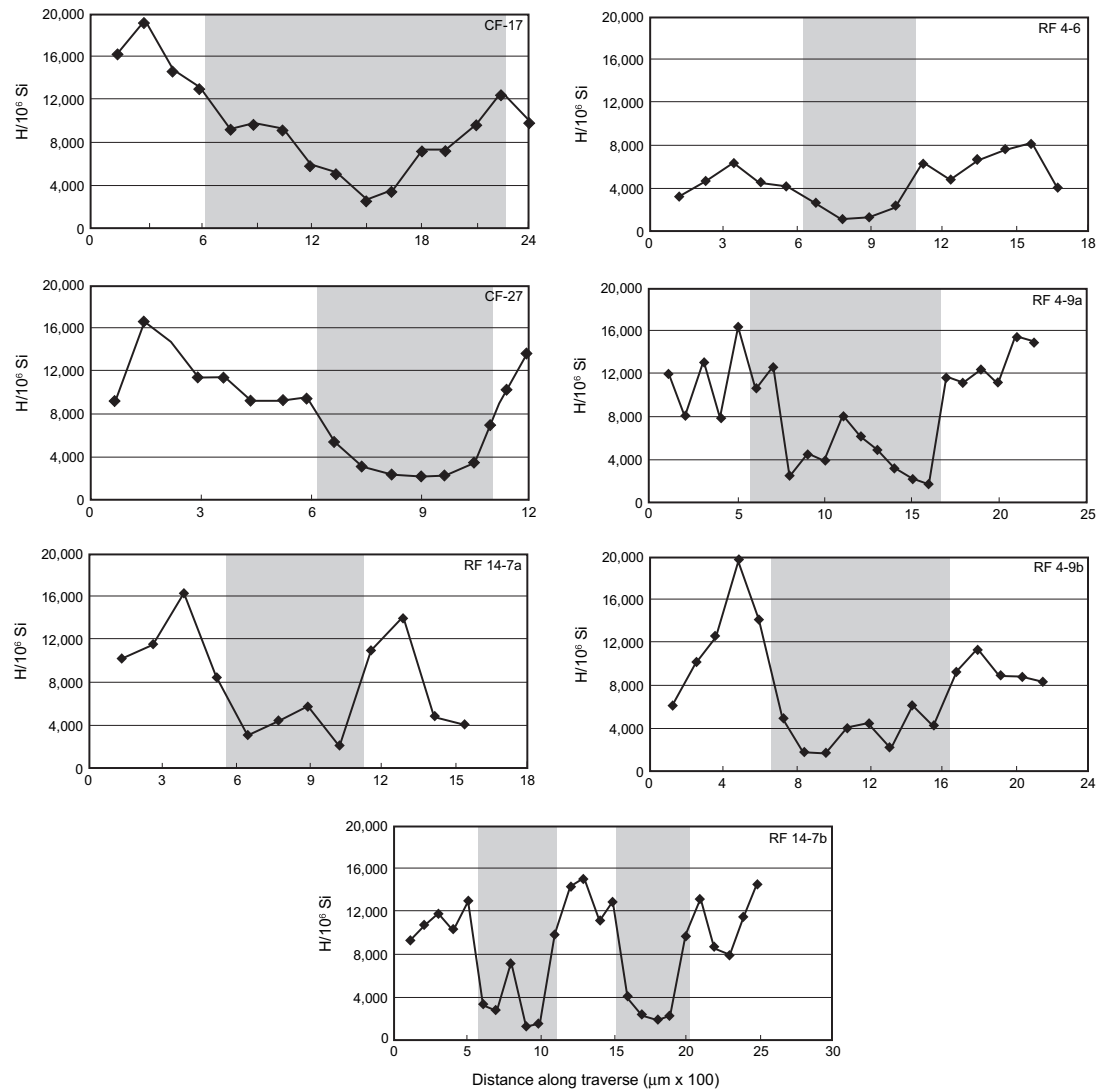 20,000
16,000
12,000
8,000
4,000
0
H/10⁶ Si
CF-17
0 6 12 18 24
20,000
16,000
12,000
8,000
4,000
0
H/10⁶ Si
RF 4-6
0 3 6 9 12 15 18
20,000
16,000
12,000
8,000
4,000
0
H/10⁶ Si
CF-27
0 3 6 9 12
20,000
16,000
12,000
8,000
4,000
0
H/10⁶ Si
RF 4-9a
0 5 10 15 20 25
20,000
16,000
12,000
8,000
4,000
0
H/10⁶ Si
RF 14-7a
0 3 6 9 12 15 18
20,000
16,000
12,000
8,000
4,000
0
H/10⁶ Si
RF 4-9b
0 4 8 12 16 20 24
20,000
16,000
12,000
8,000
4,000
0
H/10⁶ Si
RF 14-7b
0 5 10 15 20 25 30
Distance along traverse (µm x 100)